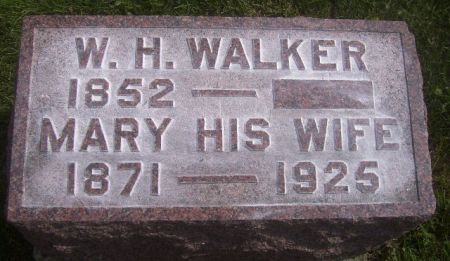 W. H. WALKER
1852 —
MARY HIS WIFE
1871 — 1925